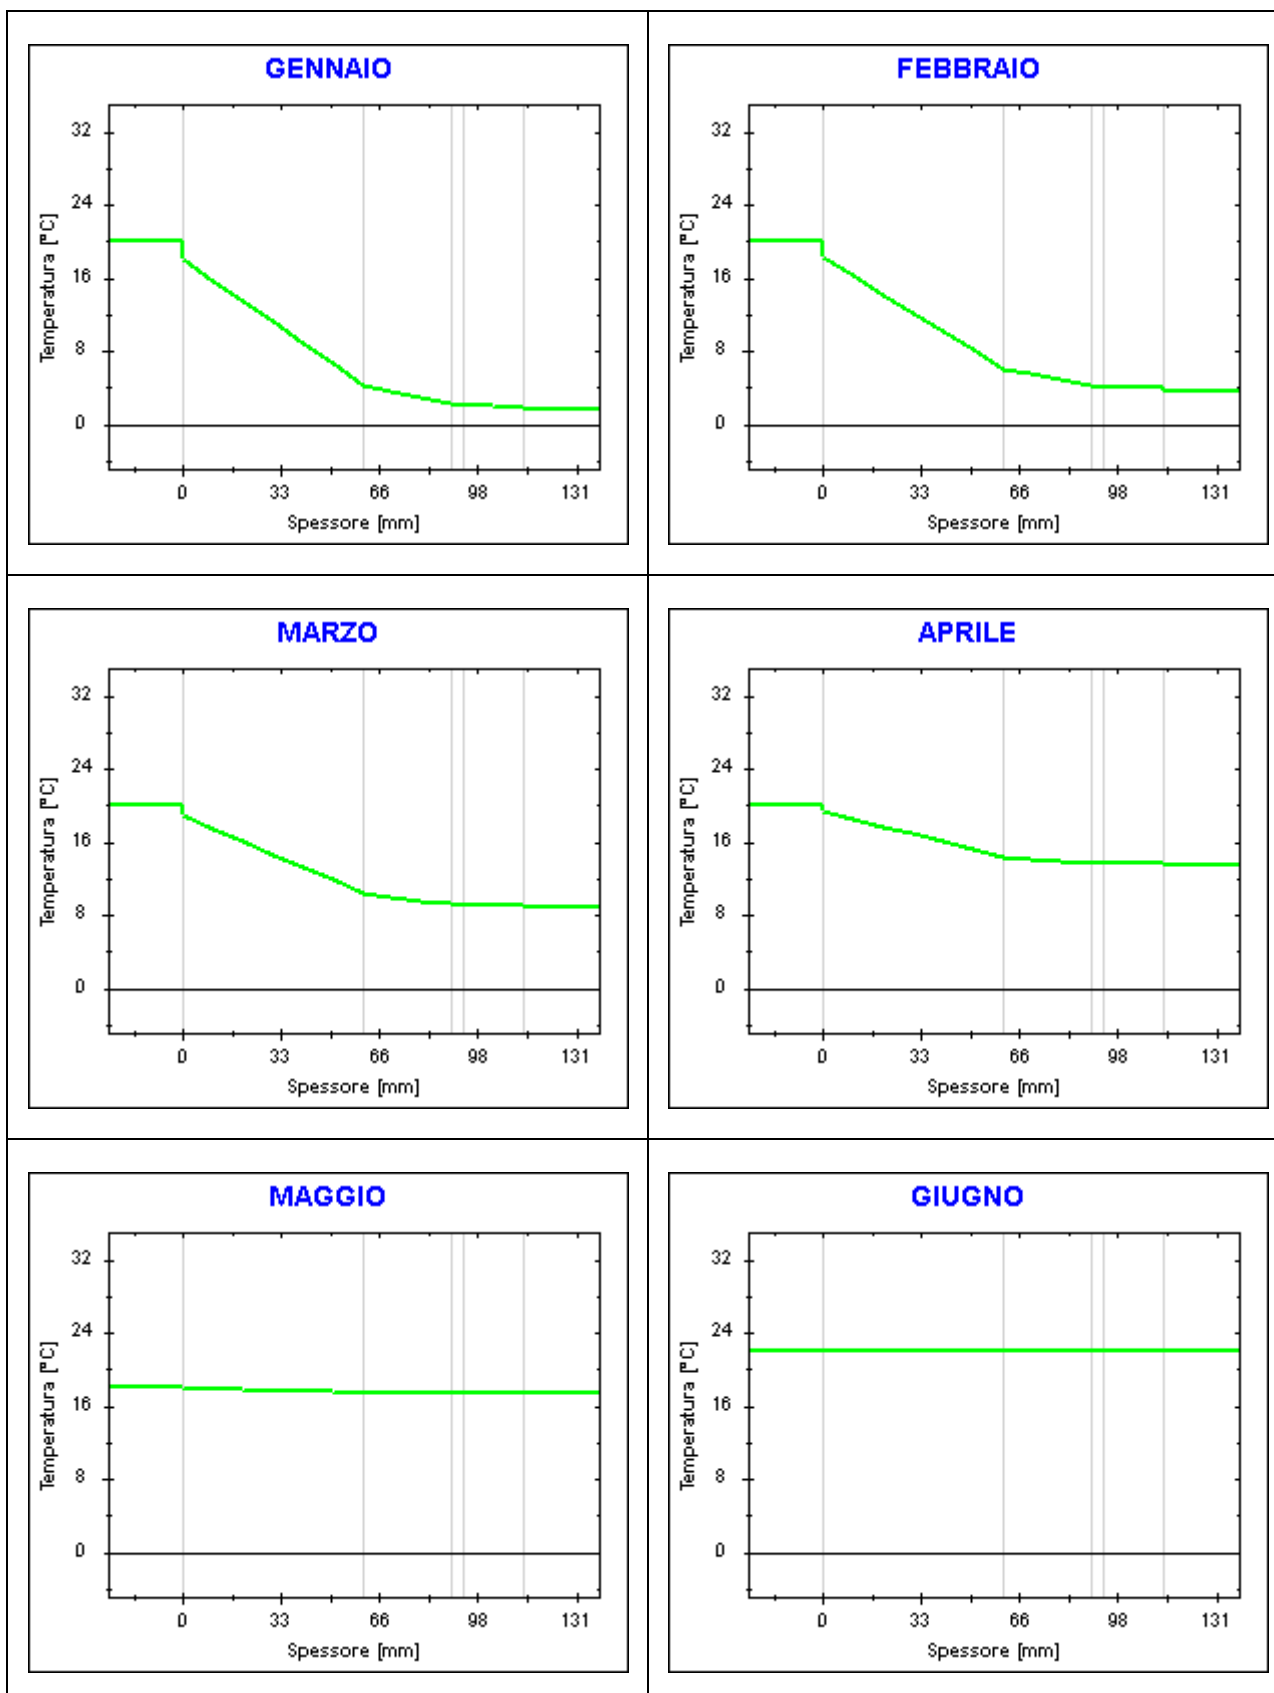 GENNAIO
32
24
16
8
0
Temperatura [°C]
0 33 66 98 131
Spessore [mm]
FEBBRAIO
32
24
16
8
0
Temperatura [°C]
0 33 66 98 131
Spessore [mm]
MARZO
32
24
16
8
0
Temperatura [°C]
0 33 66 98 131
Spessore [mm]
APRILE
32
24
16
8
0
Temperatura [°C]
0 33 66 98 131
Spessore [mm]
MAGGIO
32
24
16
8
0
Temperatura [°C]
0 33 66 98 131
Spessore [mm]
GIUGNO
32
24
16
8
0
Temperatura [°C]
0 33 66 98 131
Spessore [mm]